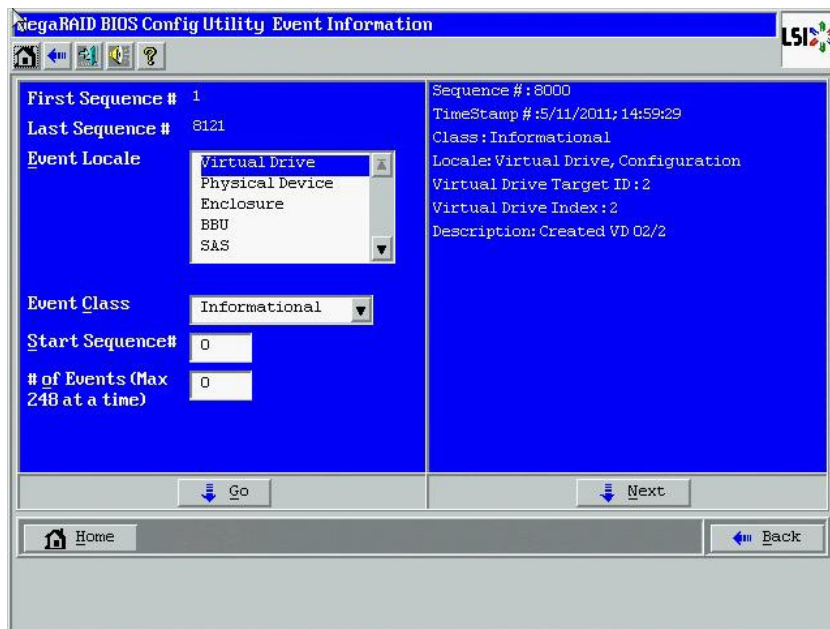 MegaRAID BIOS Config Utility Event Information
LSI
First Sequence # 1
Last Sequence # 8121
Event Locale
Virtual Drive
Physical Device
Enclosure
BBU
SAS
Event Class
Informational
Start Sequence#
0
# of Events (Max
248 at a time)
0
Go
Sequence #:8000
TimeStamp #:5/11/2011; 14:59:29
Class:Informational
Locale: Virtual Drive, Configuration
Virtual Drive Target ID:2
Virtual Drive Index:2
Description: Created VD 02/2
Next
Home
Back